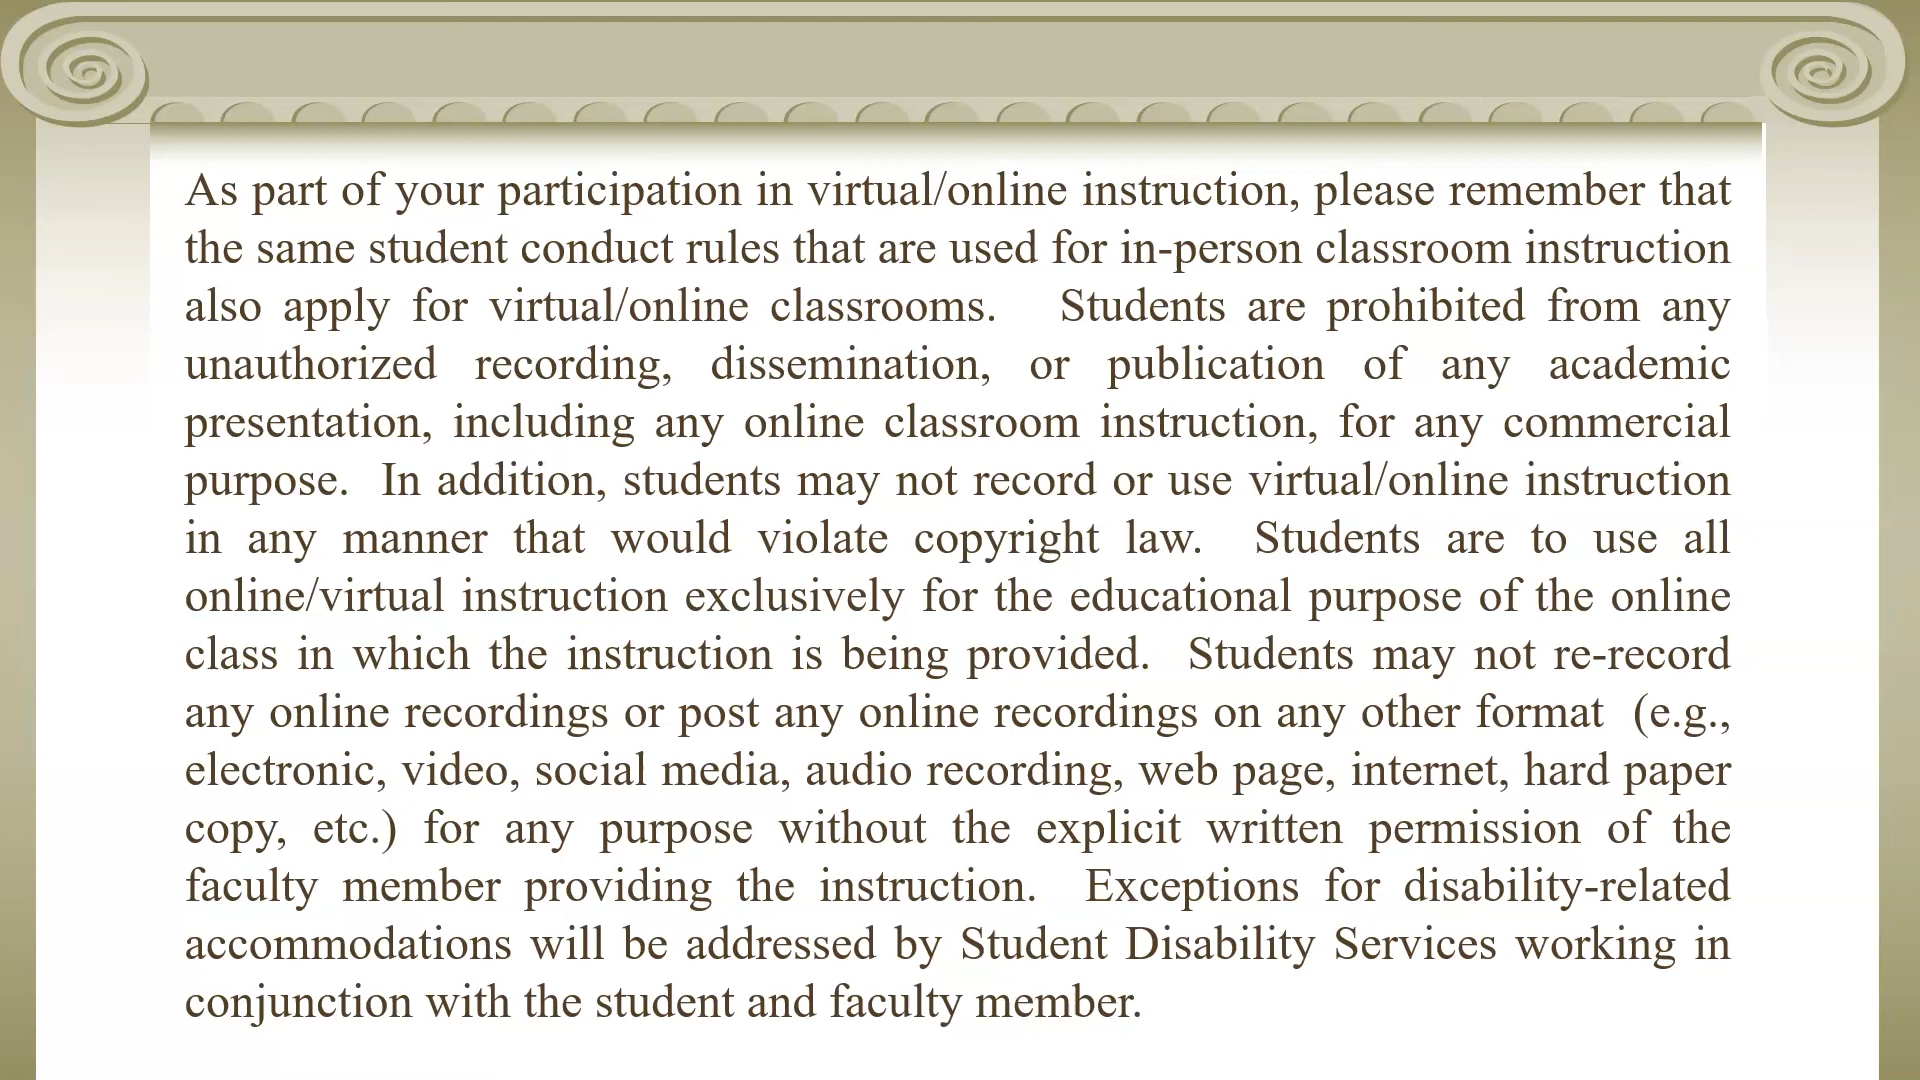 As part of your participation in virtual/online instruction, please remember that
the same student conduct rules that are used for in-person classroom instruction
also apply for virtual/online classrooms. Students are prohibited from any
unauthorized recording, dissemination, or publication of any academic
presentation, including any online classroom instruction, for any commercial
purpose. In addition, students may not record or use virtual/online instruction
in any manner that would violate copyright law. Students are to use all
online/virtual instruction exclusively for the educational purpose of the online
class in which the instruction is being provided. Students may not re-record
any online recordings or post any online recordings on any other format (e.g.,
electronic, video, social media, audio recording, web page, internet, hard paper
copy, etc.) for any purpose without the explicit written permission of the
faculty member providing the instruction. Exceptions for disability-related
accommodations will be addressed by Student Disability Services working in
conjunction with the student and faculty member.